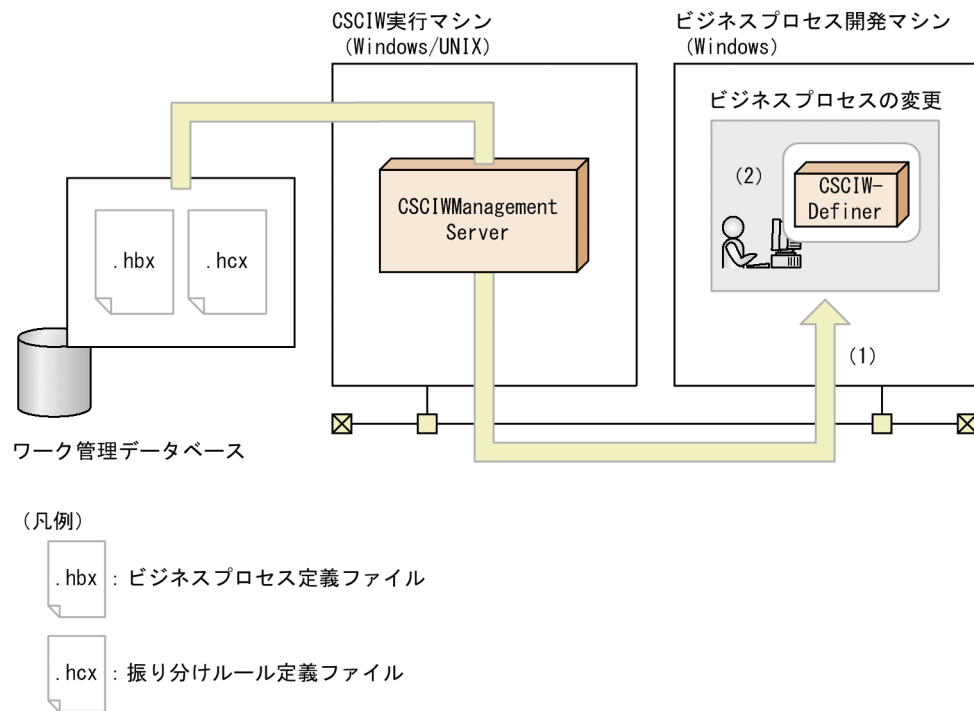 CSCIW実行マシン
(Windows/UNIX)
ビジネスプロセス開発マシン
(Windows)
ビジネスプロセスの変更
(2)
CSCIW-
Definer
CSCIWManagement
Server
.hbx
.hcx
(1)
ワーク管理データベース
(凡例)
.hbx : ビジネスプロセス定義ファイル
.hcx : 振り分けルール定義ファイル